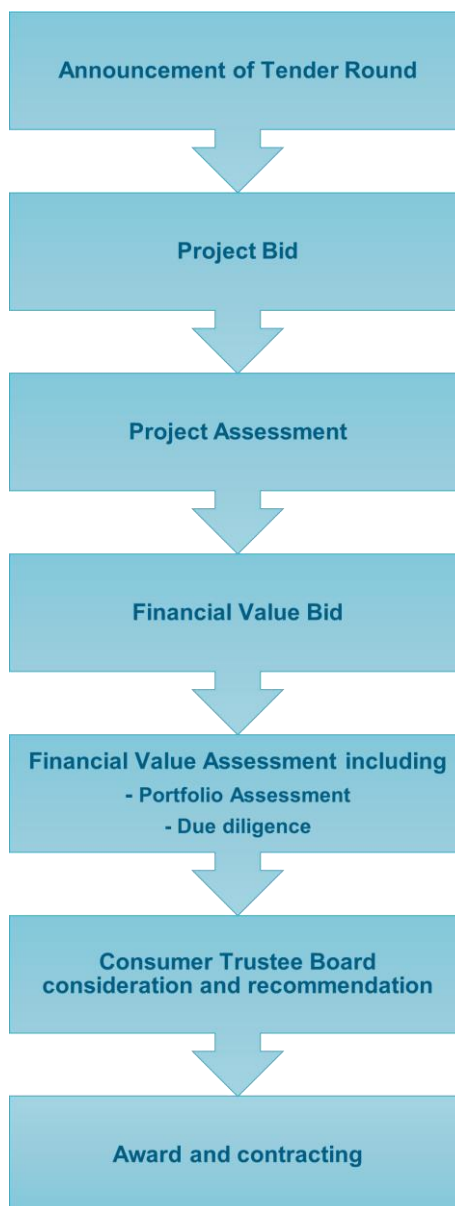 Announcement of Tender Round
Project Bid
Project Assessment
Financial Value Bid
Financial Value Assessment including
- Portfolio Assessment
- Due diligence
Consumer Trustee Board
consideration and recommendation
Award and contracting